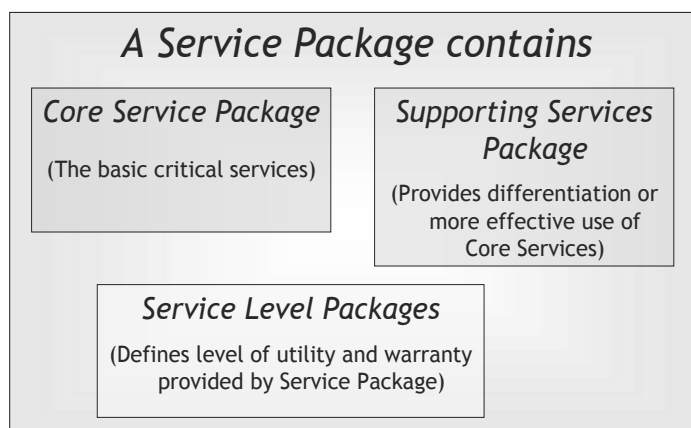 A Service Package contains
Core Service Package
(The basic critical services)
Supporting Services
Package
(Provides differentiation or
more effective use of
Core Services)
Service Level Packages
(Defines level of utility and warranty
provided by Service Package)